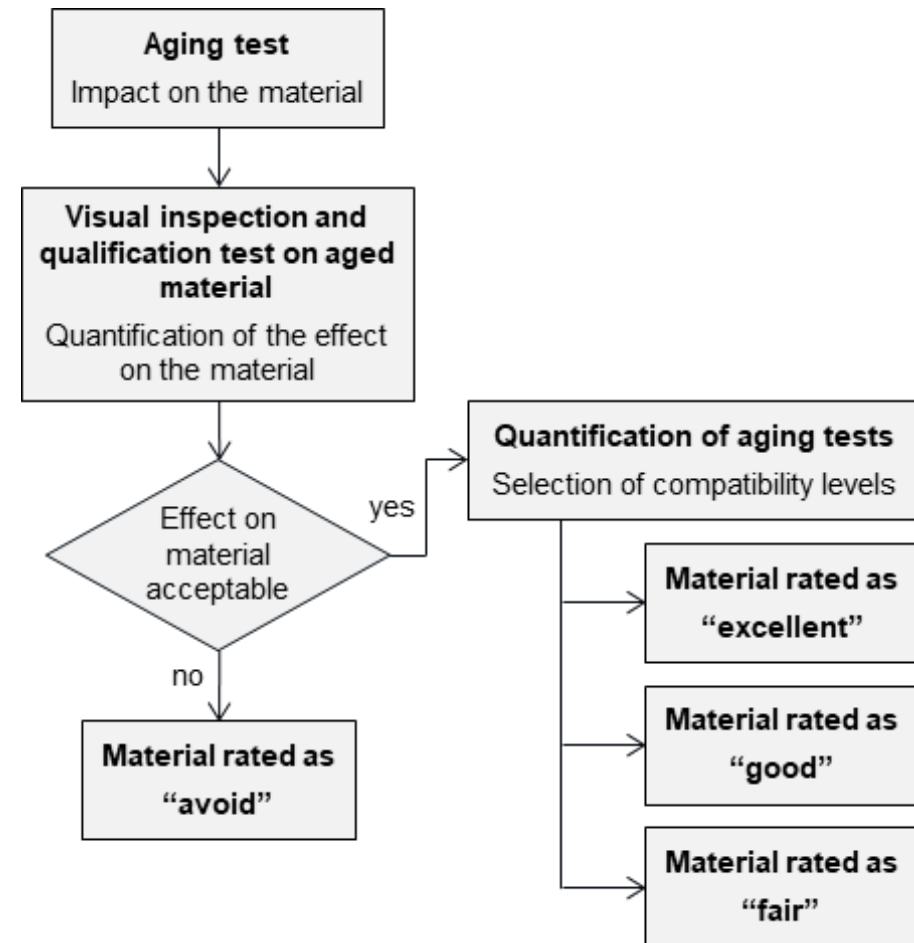 Aging test
Impact on the material
Visual inspection and
qualification test on aged
material
Quantification of the effect
on the material
Effect on
material
acceptable
yes
no
Material rated as
“avoid”
Quantification of aging tests
Selection of compatibility levels
Material rated as
“excellent”
Material rated as
“good”
Material rated as
“fair”